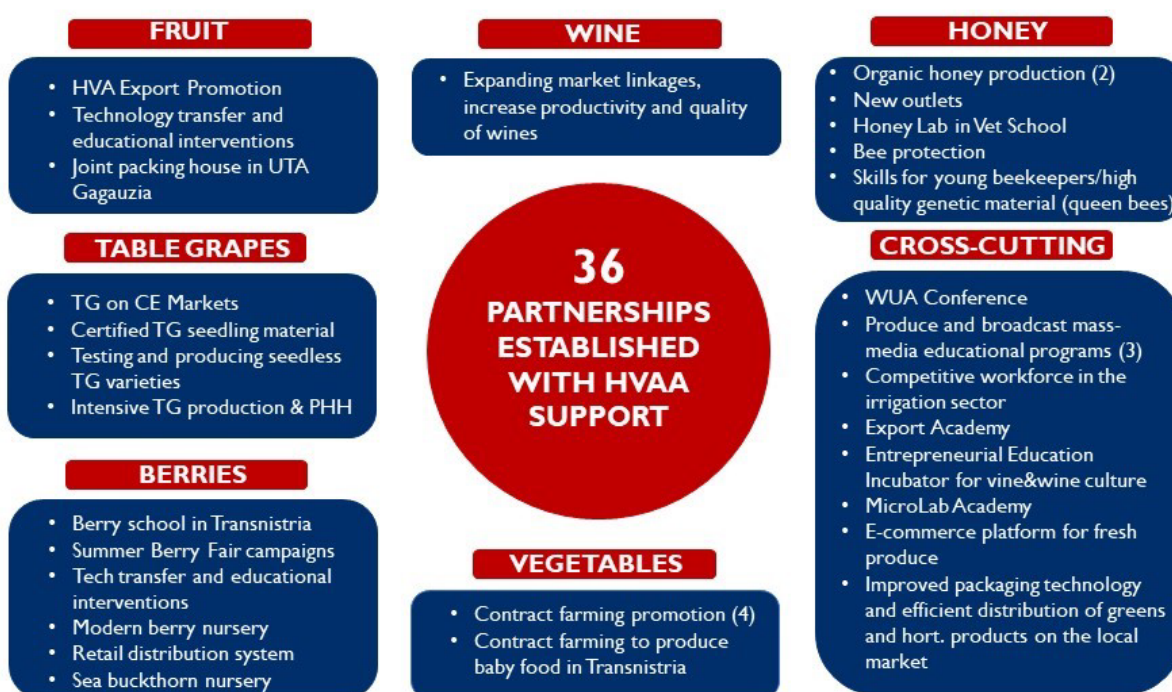 FRUIT
• HVA Export Promotion
• Technology transfer and
educational interventions
• Joint packing house in UTA
Gagauzia
TABLE GRAPES
• TG on CE Markets
• Certified TG seedling material
• Testing and producing seedless
TG varieties
• Intensive TG production & PHH
BERRIES
• Berry school in Transnistria
• Summer Berry Fair campaigns
• Tech transfer and educational
interventions
• Modern berry nursery
• Retail distribution system
• Sea buckthorn nursery
WINE
• Expanding market linkages,
increase productivity and quality
of wines
36
PARTNERSHIPS
ESTABLISHED
WITH HVAA
SUPPORT
VEGETABLES
• Contract farming promotion (4)
• Contract farming to produce
baby food in Transnistria
HONEY
• Organic honey production (2)
• New outlets
• Honey Lab in Vet School
• Bee protection
• Skills for young beekeepers/high
quality genetic material (queen bees)
CROSS-CUTTING
• WUA Conference
• Produce and broadcast mass-
media educational programs (3)
• Competitive workforce in the
irrigation sector
• Export Academy
• Entrepreneurial Education
Incubator for vine&wine culture
• MicroLab Academy
• E-commerce platform for fresh
produce
• Improved packaging technology
and efficient distribution of greens
and hort. products on the local
market